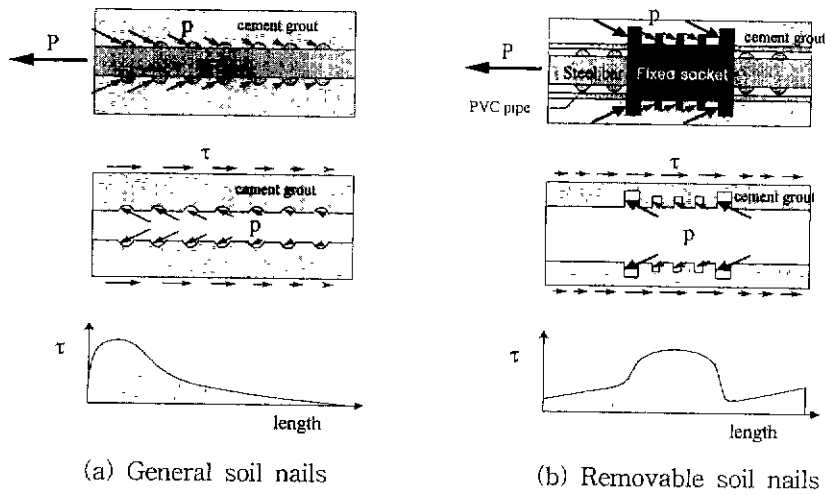 cement grout
p
P
τ
cement grout
p
τ
length
(a) General soil nails
p
cement grout
P
Steel bar
Fixed socket
PVC pipe
τ
cement grout
p
τ
length
(b) Removable soil nails